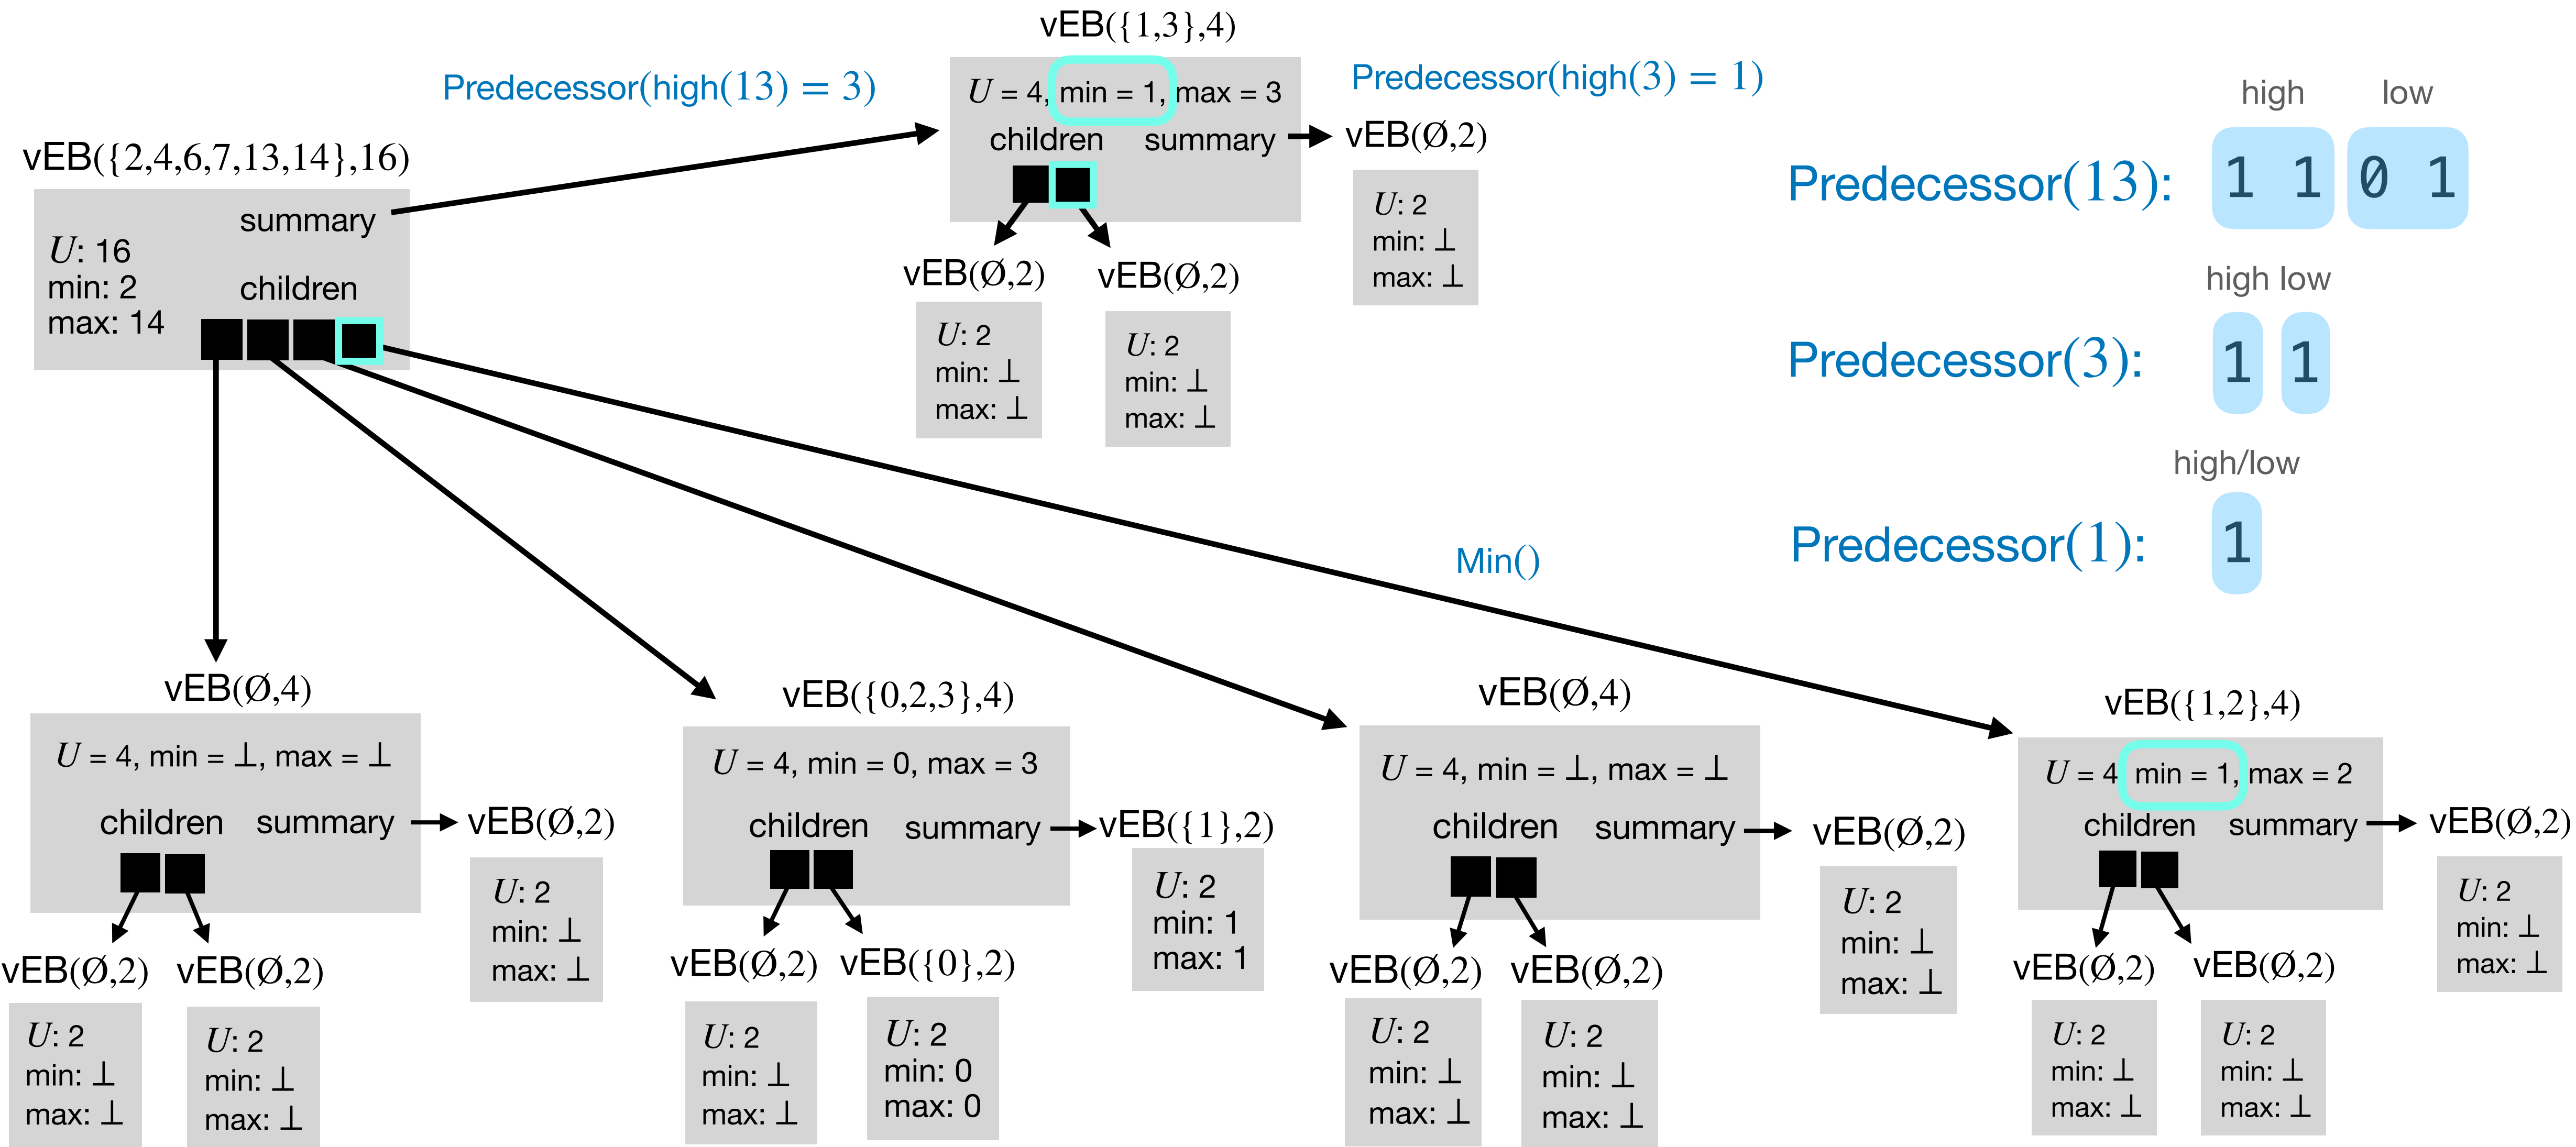 vEB({1,3},4)
Predecessor(high(13) = 3)
U = 4, min = 1, max = 3
Predecessor(high(3) = 1)
children summary
vEB(Ø,2)
U: 2
min: ⊥
max: ⊥
vEB(Ø,2)
U: 2
min: ⊥
max: ⊥
vEB(Ø,2)
U: 2
min: ⊥
max: ⊥
vEB({2,4,6,7,13,14},16)
summary
U: 16
min: 2
max: 14
children
high low
Predecessor(13): 1 1 0 1
high low
Predecessor(3): 1 1
high/low
Predecessor(1): 1
Min()
vEB(Ø,4)
U = 4, min = ⊥, max = ⊥
children summary
vEB(Ø,2)
U: 2
min: ⊥
max: ⊥
vEB(Ø,2)
U: 2
min: ⊥
max: ⊥
vEB(Ø,2)
U: 2
min: ⊥
max: ⊥
vEB({0,2,3},4)
U = 4, min = 0, max = 3
children summary
vEB({1},2)
U: 2
min: 1
max: 1
vEB(Ø,2)
U: 2
min: ⊥
max: ⊥
vEB({0},2)
U: 2
min: 0
max: 0
vEB(Ø,4)
U = 4, min = ⊥, max = ⊥
children summary
vEB(Ø,2)
U: 2
min: ⊥
max: ⊥
vEB(Ø,2)
U: 2
min: ⊥
max: ⊥
vEB(Ø,2)
U: 2
min: ⊥
max: ⊥
vEB({1,2},4)
U = 4 min = 1, max = 2
children summary
vEB(Ø,2)
U: 2
min: ⊥
max: ⊥
vEB(Ø,2)
U: 2
min: ⊥
max: ⊥
vEB(Ø,2)
U: 2
min: ⊥
max: ⊥